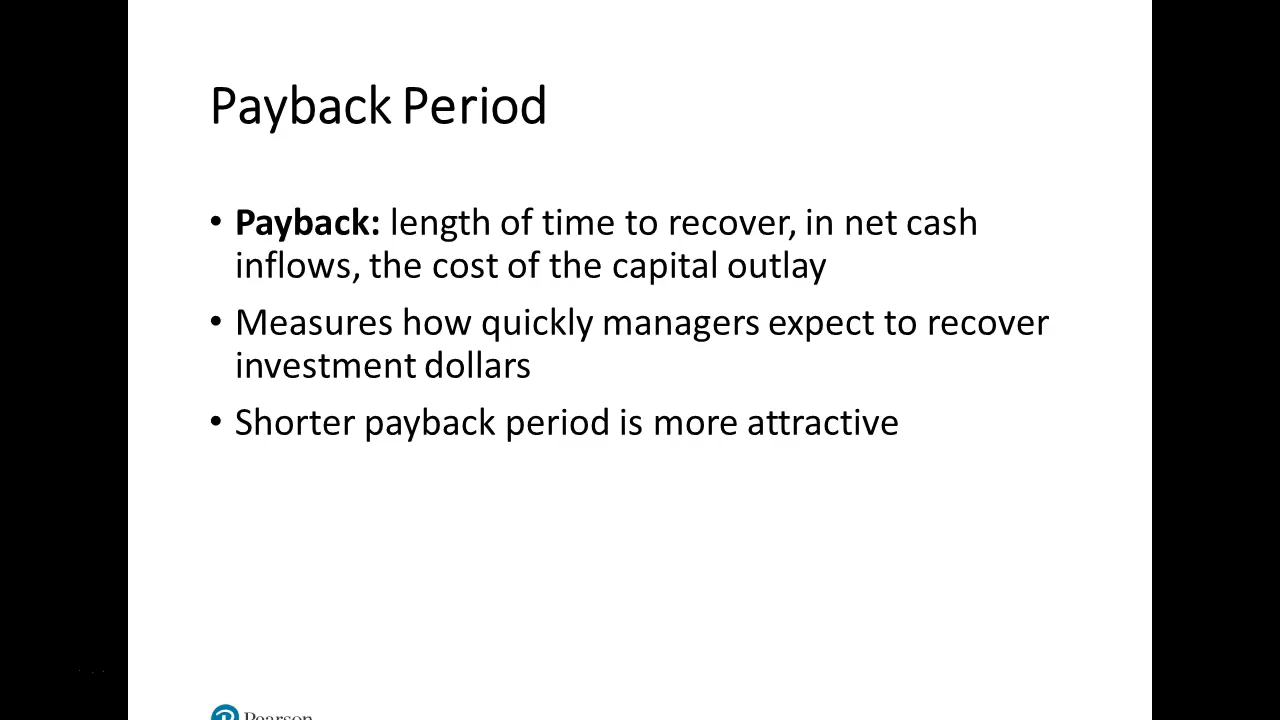 Payback Period
• Payback: length of time to recover, in net cash
inflows, the cost of the capital outlay
• Measures how quickly managers expect to recover
investment dollars
• Shorter payback period is more attractive
Pearson